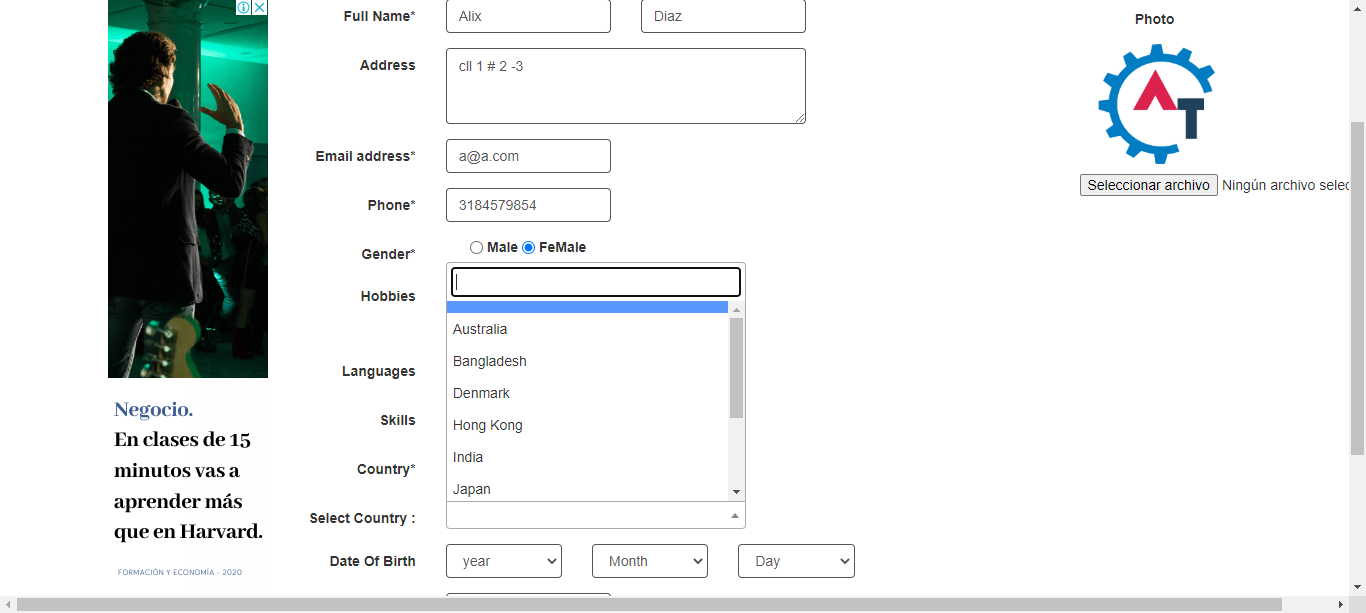 Full Name* Alix Diaz
Photo
Address cll 1 # 2 -3
AT
Email address* a@a.com
Seleccionar archivo Ningún archivo selec
Phone* 3184579854
Gender* Male FeMale
Hobbies
Australia
Bangladesh
Languages
Denmark
Skills
Hong Kong
India
Country*
Japan
Select Country :
Date Of Birth year Month Day
Negocio.
En clases de 15
minutos vas a
aprender más
que en Harvard.
FORMACIÓN Y ECONOMÍA - 2020